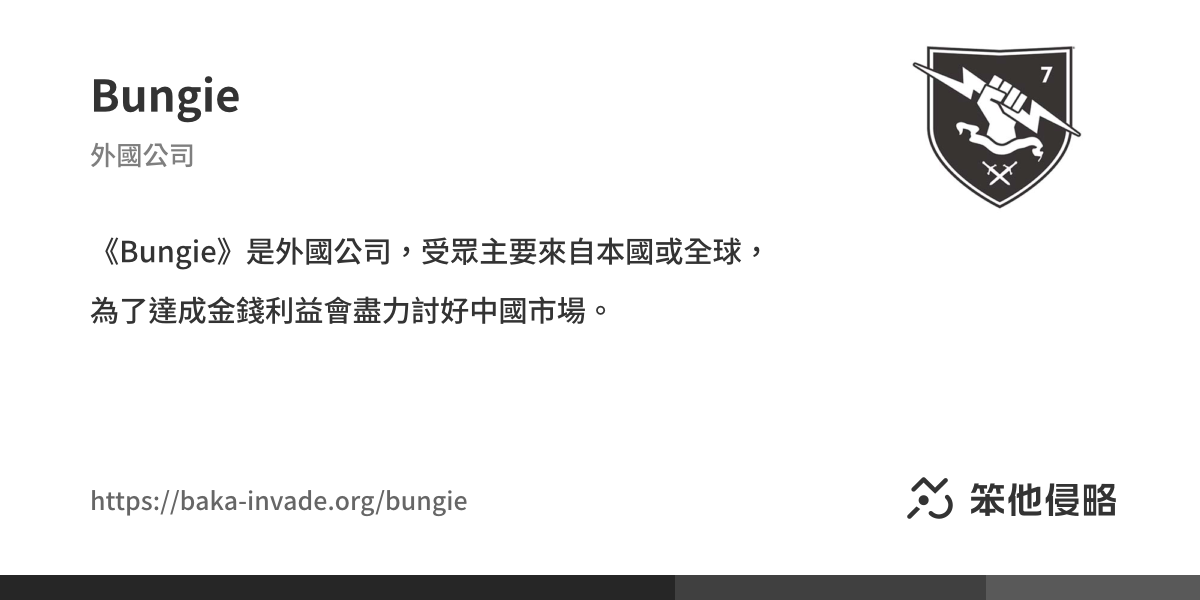 Bungie
外國公司
7
《Bungie》是外國公司，受眾主要來自本國或全球，
為了達成金錢利益會盡力討好中國市場。
https://baka-invade.org/bungie
笨他侵略